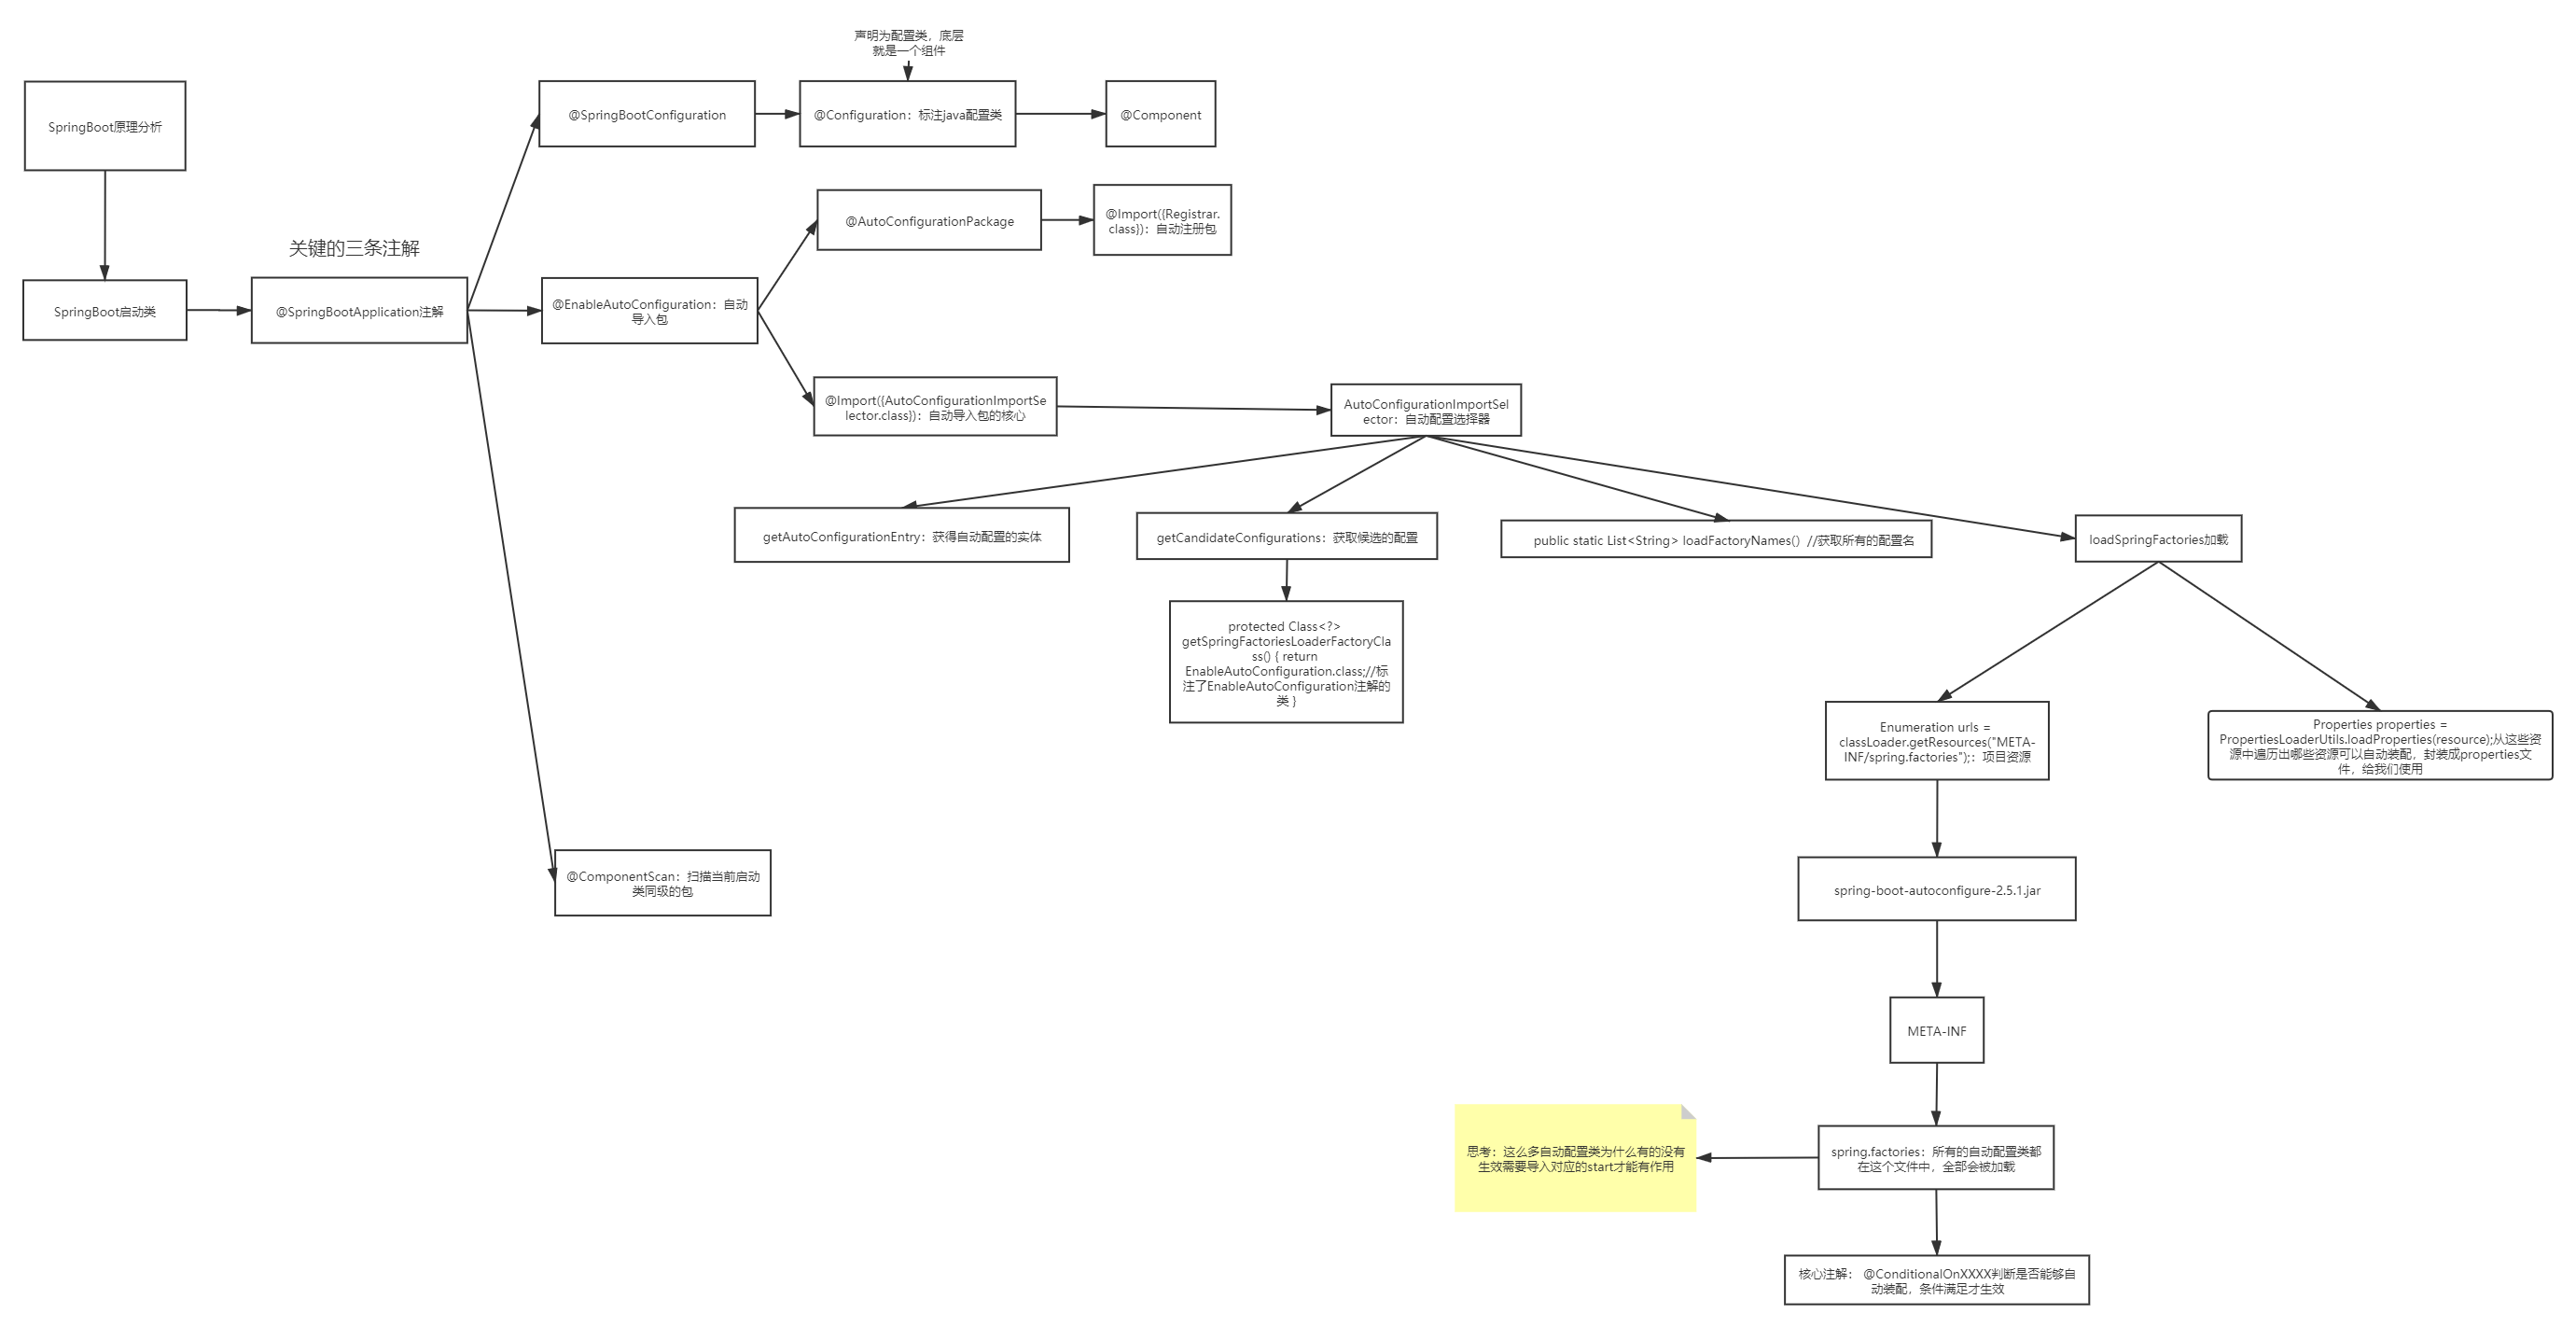 声明为配置类，底层
就是一个组件
SpringBoot原理分析
@SpringBootConfiguration
@Configuration：标注java配置类
@Component
@AutoConfigurationPackage
@Import({Registrar.
class})：自动注册包
关键的三条注解
SpringBoot启动类
@SpringBootApplication注解
@EnableAutoConfiguration：自动
导入包
@Import({AutoConfigurationImportSe
lector.class})：自动导入包的核心
AutoConfigurationImportSel
ector：自动配置选择器
getAutoConfigurationEntry：获得自动配置的实体
getCandidateConfigurations：获取候选的配置
public static List<String> loadFactoryNames() //获取所有的配置名
loadSpringFactories加载
protected Class<?>
getSpringFactoriesLoaderFactoryCla
ss() { return
EnableAutoConfiguration.class;//标
注了EnableAutoConfiguration注解的
类 }
Enumeration urls =
classLoader.getResources("META-
INF/spring.factories");：项目资源
Properties properties =
PropertiesLoaderUtils.loadProperties(resource);从这些资
源中遍历出哪些资源可以自动装配，封装成properties文
件，给我们使用
@ComponentScan：扫描当前启动
类同级的包
spring-boot-autoconfigure-2.5.1.jar
META-INF
思考：这么多自动配置类为什么有的没有
生效需要导入对应的start才能有作用
spring.factories：所有的自动配置类都
在这个文件中，全部会被加载
核心注解： @ConditionalOnXXXX判断是否能够自
动装配，条件满足才生效